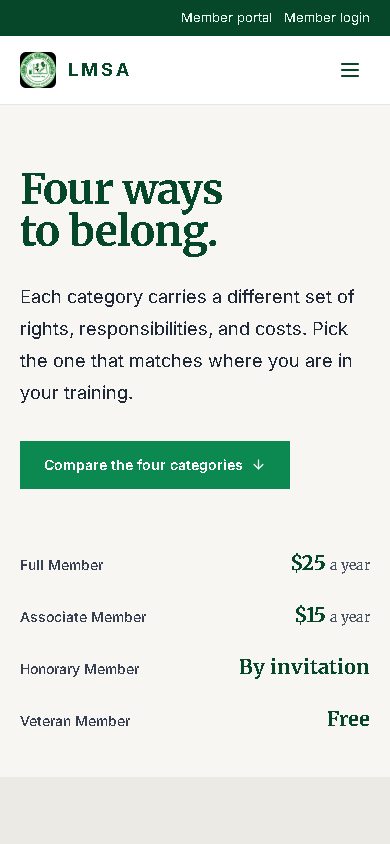 Member portal Member login
LMSA
Four ways
to belong.
Each category carries a different set of
rights, responsibilities, and costs. Pick
the one that matches where you are in
your training.
Compare the four categories ↓
Full Member $25 a year
Associate Member $15 a year
Honorary Member By invitation
Veteran Member Free